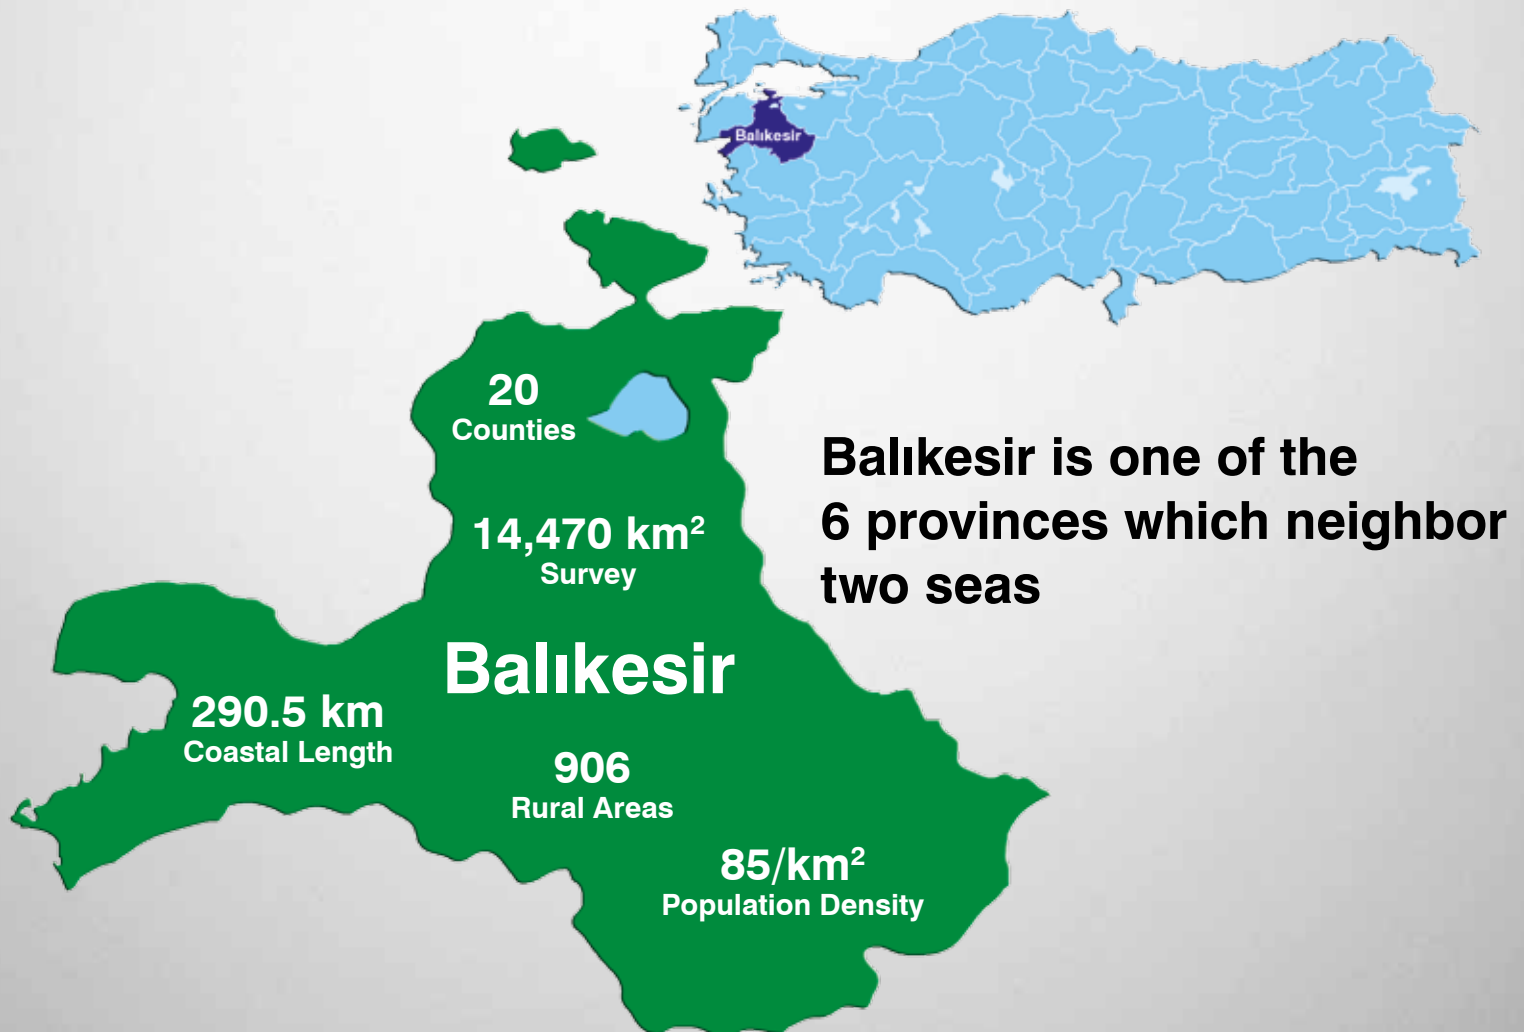 Balıkesir
20
Counties
14,470 km²
Survey
Balıkesir
290.5 km
Coastal Length
906
Rural Areas
85/km²
Population Density
Balıkesir is one of the
6 provinces which neighbor
two seas